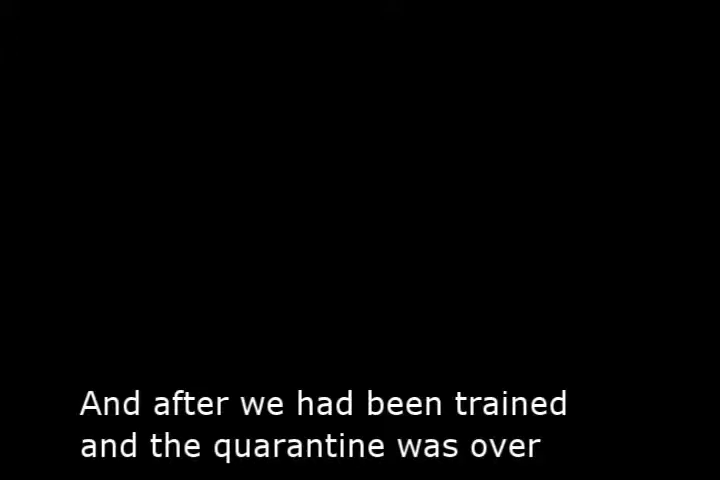 And after we had been trained
and the quarantine was over